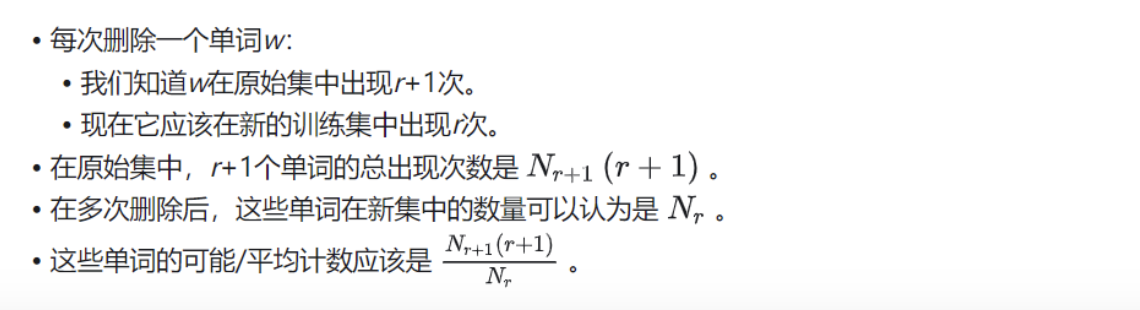 • 每次删除一个单词w:
• 我们知道w在原始集中出现r+1次。
• 现在它应该在新的训练集中出现r次。
• 在原始集中，r+1个单词的总出现次数是 $N_{r+1}(r+1)$ 。
• 在多次删除后，这些单词在新集中的数量可以认为是 $N_r$ 。
• 这些单词的可能/平均计数应该是 $\frac{N_{r+1}(r+1)}{N_r}$ 。